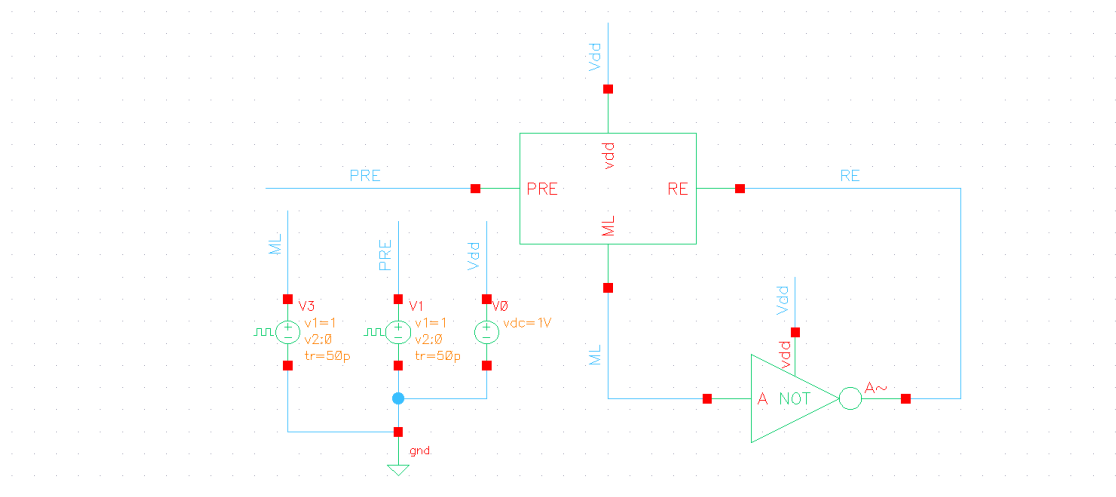 Vdd
vdd
PRE
PRE
RE
RE
ML
ML
PRE
Vdd
V3
v1=1
v2:0
tr=50p
V1
v1=1
v2:0
tr=50p
V0
vdc=1V
ML
Vdd
vdd
A
NOT
A~
gnd